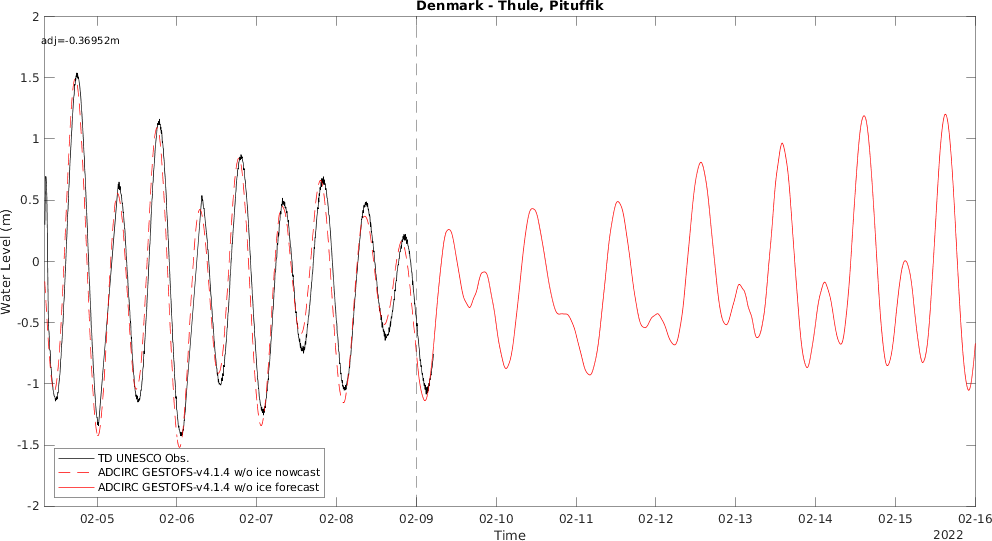 Denmark - Thule, Pituffik
adj=-0.36952m
Water Level (m)
2
1.5
1
0.5
0
-0.5
-1
-1.5
-2
TD UNESCO Obs.
ADCIRC GESTOFS-v4.1.4 w/o ice nowcast
ADCIRC GESTOFS-v4.1.4 w/o ice forecast
02-05 02-06 02-07 02-08 02-09 02-10 02-11 02-12 02-13 02-14 02-15 02-16
Time
2022